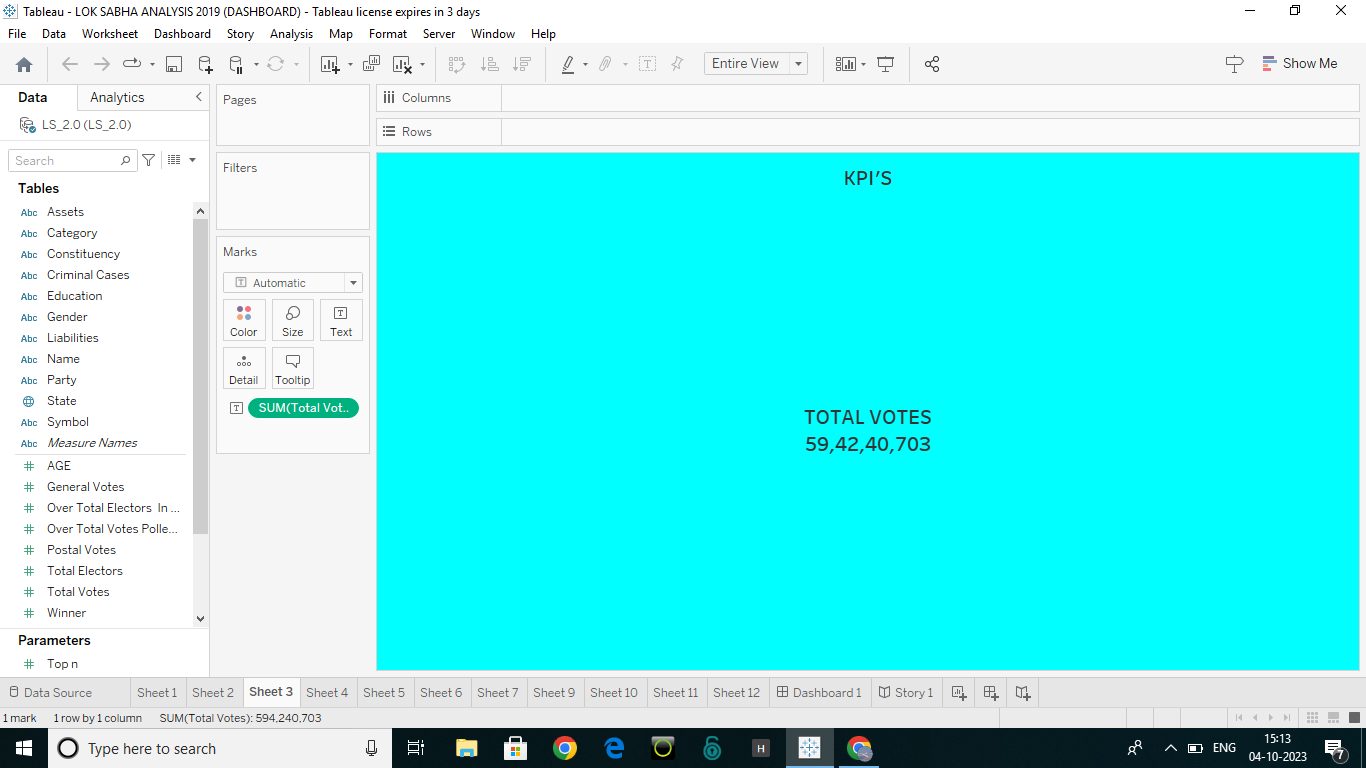 Tableau - LOK SABHA ANALYSIS 2019 (DASHBOARD) - Tableau license expires in 3 days
File Data Worksheet Dashboard Story Analysis Map Format Server Window Help
Entire View
Show Me
Data Analytics
LS_2.0 (LS_2.0)
Search
Tables
Abc Assets
Abc Category
Abc Constituency
Abc Criminal Cases
Abc Education
Abc Gender
Abc Liabilities
Abc Name
Abc Party
State
Abc Symbol
Abc Measure Names
# AGE
# General Votes
# Over Total Electors In ...
# Over Total Votes Polle...
# Postal Votes
# Total Electors
# Total Votes
# Winner
Parameters
# Top n
Pages
Filters
Marks
T Automatic
Color Size Text
Detail Tooltip
T SUM(Total Vot..
Columns
Rows
KPI'S
TOTAL VOTES
59,42,40,703
Data Source Sheet 1 Sheet 2 Sheet 3 Sheet 4 Sheet 5 Sheet 6 Sheet 7 Sheet 9 Sheet 10 Sheet 11 Sheet 12 Dashboard 1 Story 1
1 mark 1 row by 1 column SUM(Total Votes): 594,240,703
Type here to search
H
ENG
15:13
04-10-2023
7